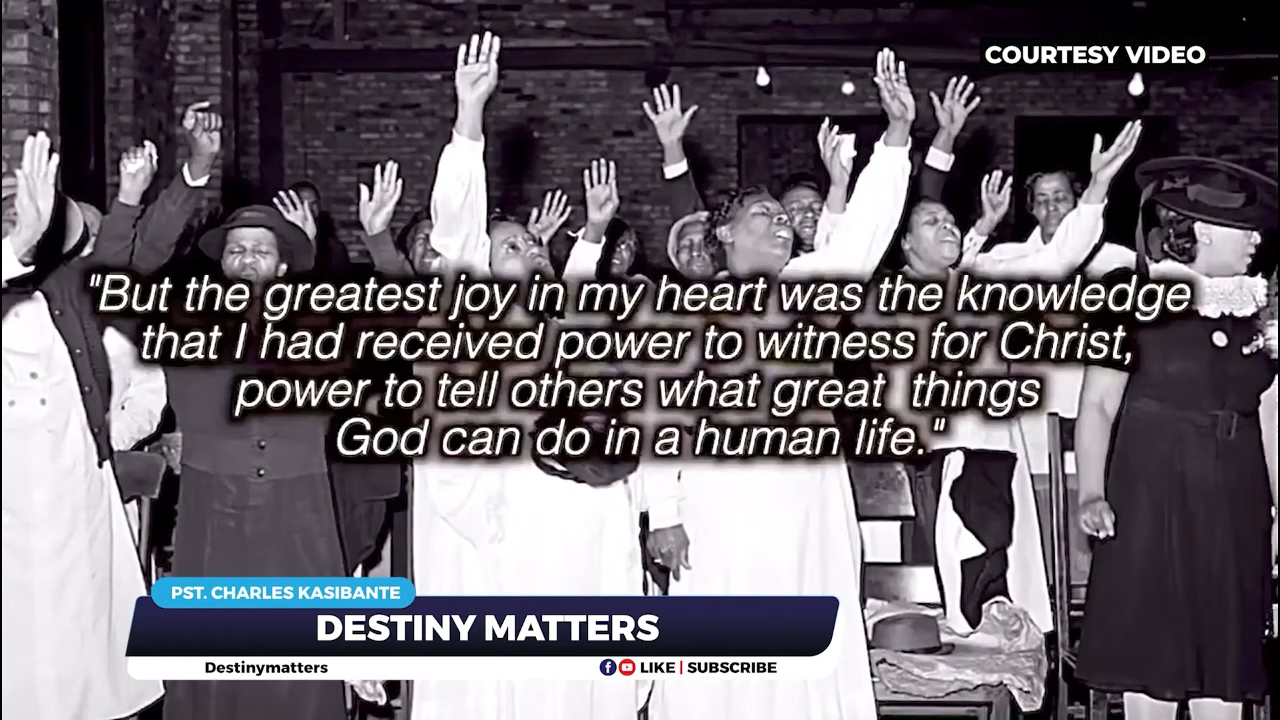 COURTESY VIDEO
"But the greatest joy in my heart was the knowledge
that I had received power to witness for Christ,
power to tell others what great things
God can do in a human life."
PST. CHARLES KASIBANTE
DESTINY MATTERS
Destinymatters
LIKE | SUBSCRIBE